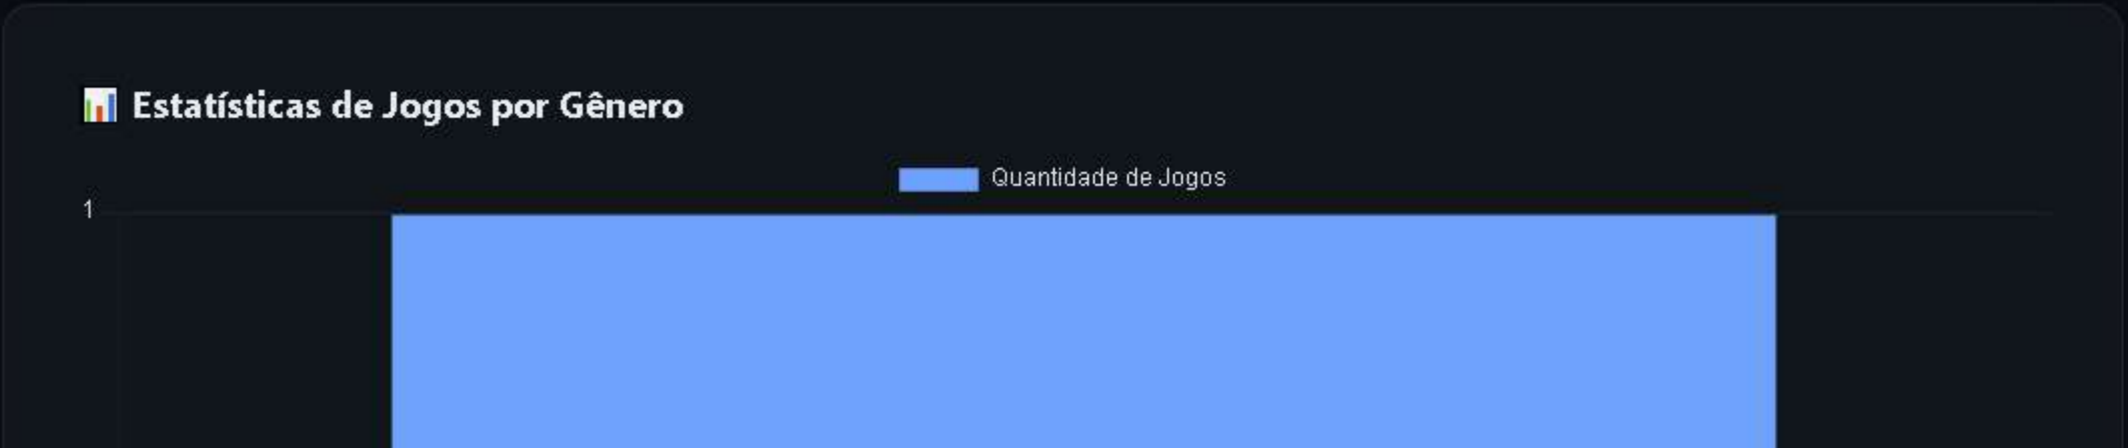 📊 Estatísticas de Jogos por Gênero
Quantidade de Jogos
1